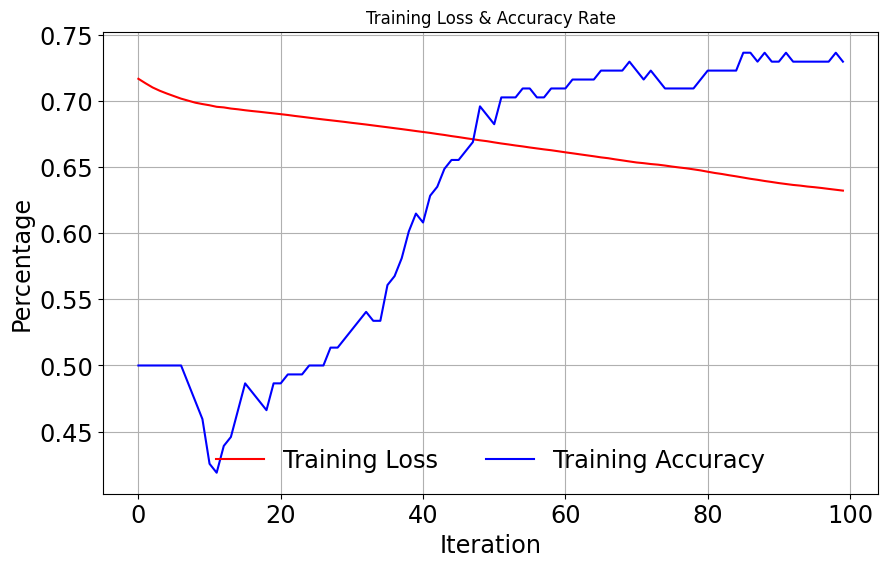 Training Loss & Accuracy Rate
Percentage
0.75
0.70
0.65
0.60
0.55
0.50
0.45
Training Loss
Training Accuracy
0 20 40 60 80 100
Iteration